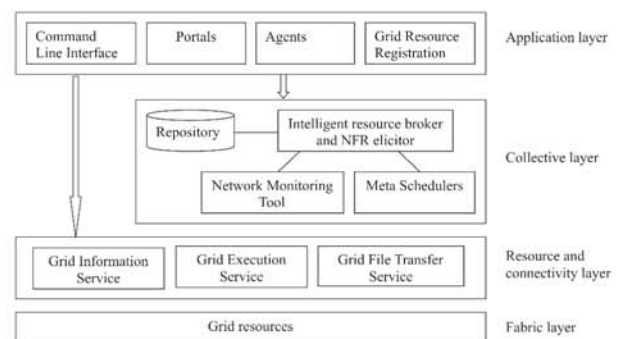 Command
Line Interface
Portals
Agents
Grid Resource
Registration
Application layer
Repository
Intelligent resource broker
and NFR elicitor
Collective layer
Network Monitoring
Tool
Meta Schedulers
Grid Information
Service
Grid Execution
Service
Grid File Transfer
Service
Resource and
connectivity layer
Grid resources
Fabric layer